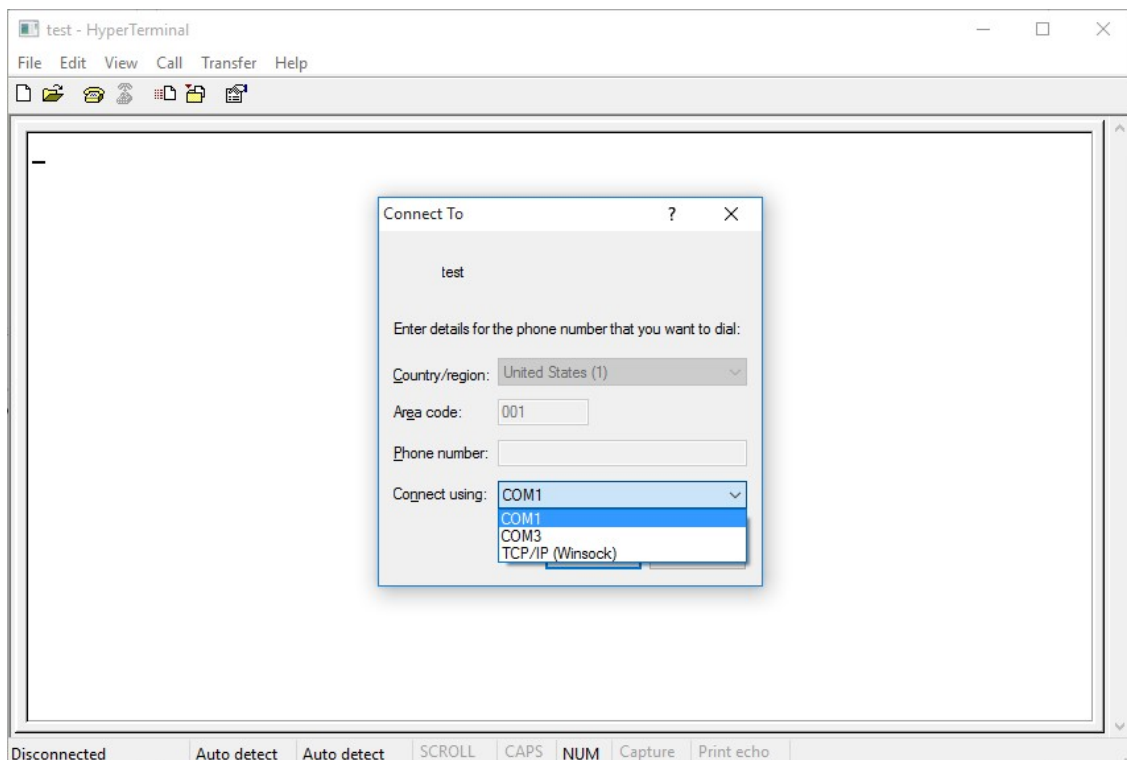 test - HyperTerminal
File Edit View Call Transfer Help
Connect To ?
test
Enter details for the phone number that you want to dial:
Country/region: United States (1)
Area code: 001
Phone number:
Connect using: COM1
COM1
COM3
TCP/IP (Winsock)
Disconnected Auto detect Auto detect SCROLL CAPS NUM Capture Print echo